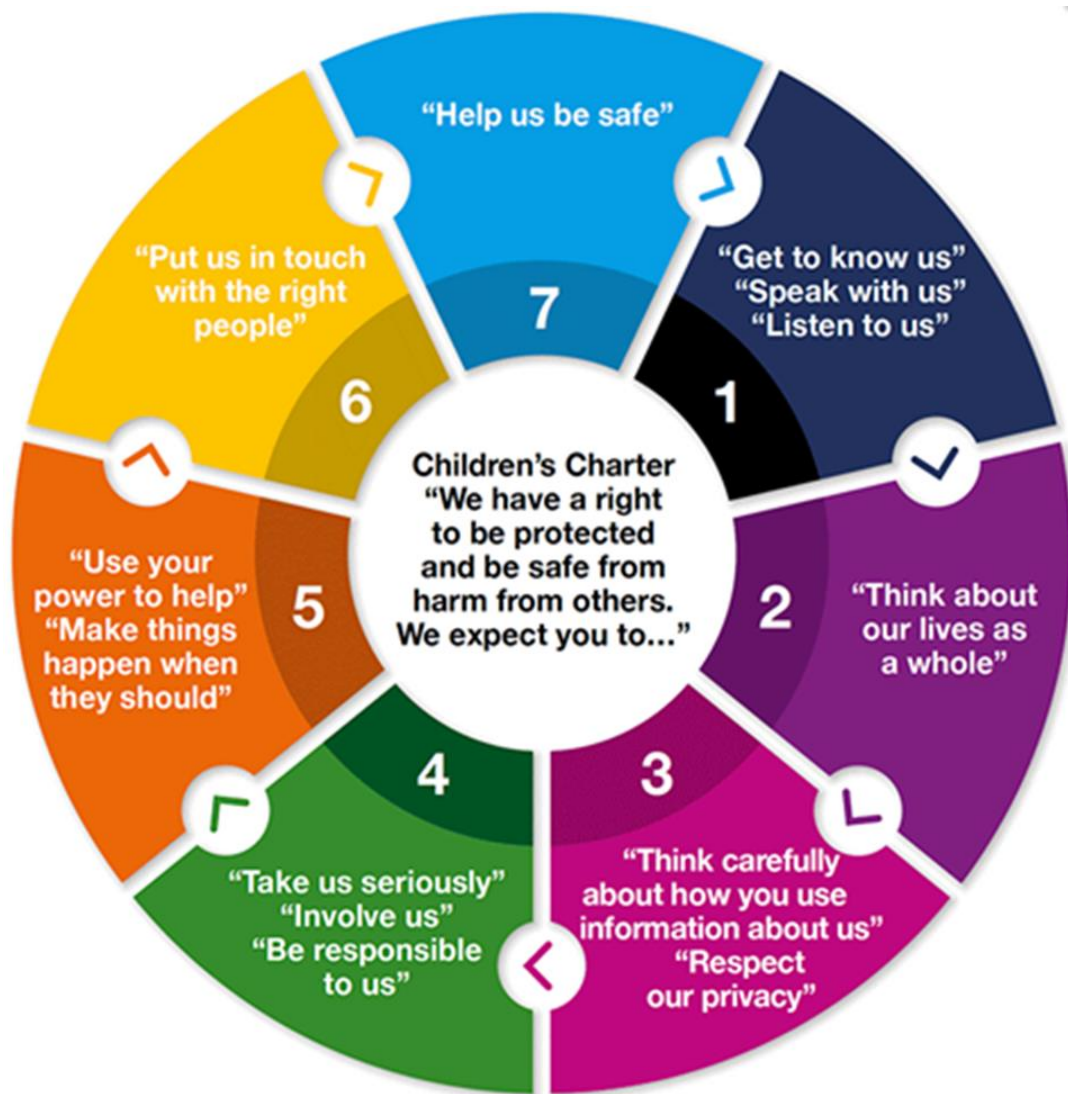 Children’s Charter
“We have a right
to be protected
and be safe from
harm from others.
We expect you to...”
1
“Get to know us”
“Speak with us”
“Listen to us”
2
“Think about
our lives as
a whole”
3
“Think carefully
about how you use
information about us”
“Respect
our privacy”
4
“Take us seriously”
“Involve us”
“Be responsible
to us”
5
“Use your
power to help”
“Make things
happen when
they should”
6
“Put us in touch
with the right
people”
7
“Help us be safe”